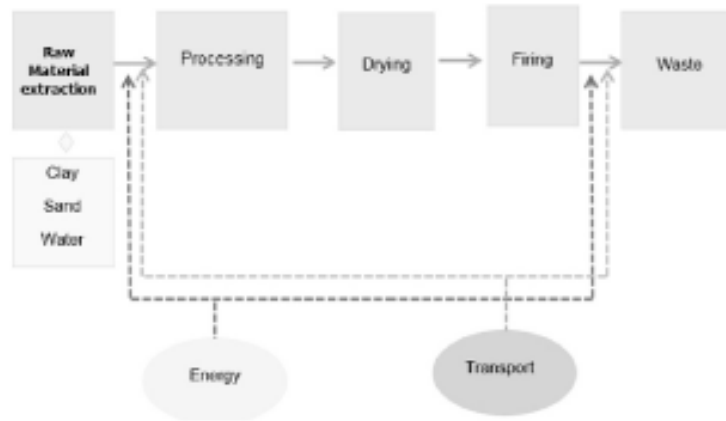 Raw
Material
extraction
Processing
Drying
Firing
Waste
Clay
Sand
Water
Energy
Transport